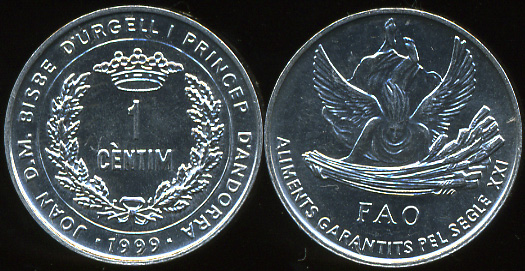 JOAN D.M. BISBE D'URGELL I PRINCEP D'ANDORRA
1
CÈNTIM
· 1999 ·
FAO
ALIMENTS GARANTITS PEL SEGLE XXI